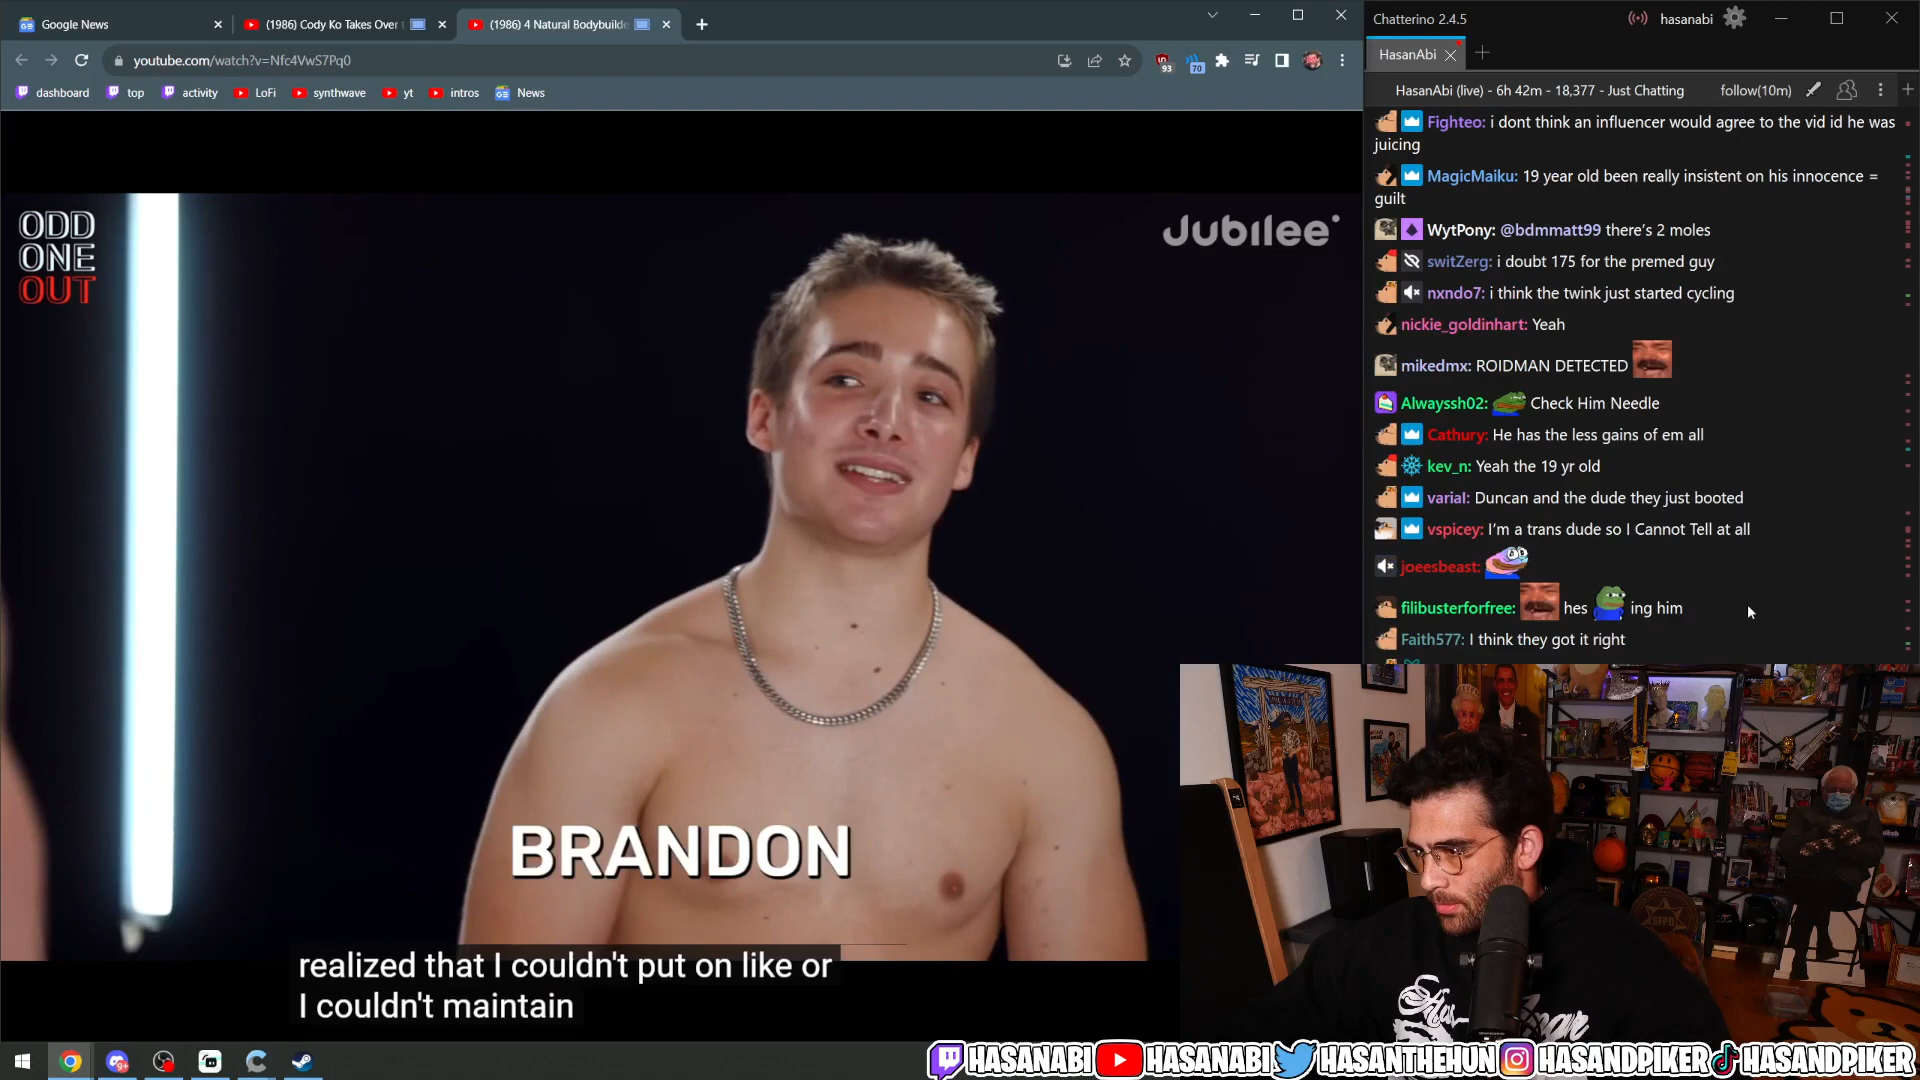 Google News
(1986) Cody Ko Takes Over
(1986) 4 Natural Bodybuilde
youtube.com/watch?v=Nfc4VwS7Pq0
93
70
dashboard
top
activity
LoFi
synthwave
yt
intros
News
ODD
ONE
OUT
Jubilee
BRANDON
realized that I couldn't put on like or
I couldn't maintain
Chatterino 2.4.5
hasanabi
HasanAbi
HasanAbi (live) - 6h 42m - 18,377 - Just Chatting
follow(10m)
Fighteo: i dont think an influencer would agree to the vid id he was
juicing
MagicMaiku: 19 year old been really insistent on his innocence =
guilt
WytPony: @bdmmatt99 there's 2 moles
switZerg: i doubt 175 for the premed guy
nxndo7: i think the twink just started cycling
nickie_goldinhart: Yeah
mikedmx: ROIDMAN DETECTED
Alwayssh02: Check Him Needle
Cathury: He has the less gains of em all
kev_n: Yeah the 19 yr old
varial: Duncan and the dude they just booted
vspicey: I'm a trans dude so I Cannot Tell at all
joeesbeast:
filibusterforfree: hes ing him
Faith577: I think they got it right
HASANABI HASANABI HASANTHEHUN HASANDPIKER HASANDPIKER